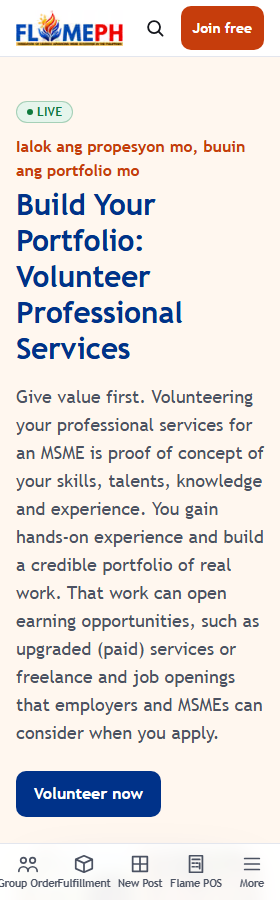 FLAMEPH
Join free
LIVE
Ialok ang propesyon mo, buuin
ang portfolio mo
Build Your
Portfolio:
Volunteer
Professional
Services
Give value first. Volunteering
your professional services for
an MSME is proof of concept of
your skills, talents, knowledge
and experience. You gain
hands-on experience and build
a credible portfolio of real
work. That work can open
earning opportunities, such as
upgraded (paid) services or
freelance and job openings
that employers and MSMEs can
consider when you apply.
Volunteer now
Group Order Fulfillment New Post Flame POS More